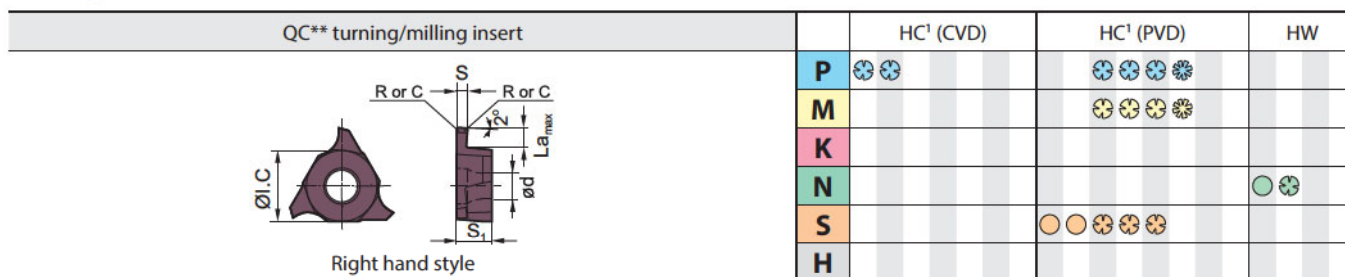 QC** turning/milling insert
HC¹ (CVD)
HC¹ (PVD)
HW
S
R or C
R or C
2°
La max
ØI.C
ød
S₁
Right hand style
P
M
K
N
S
H